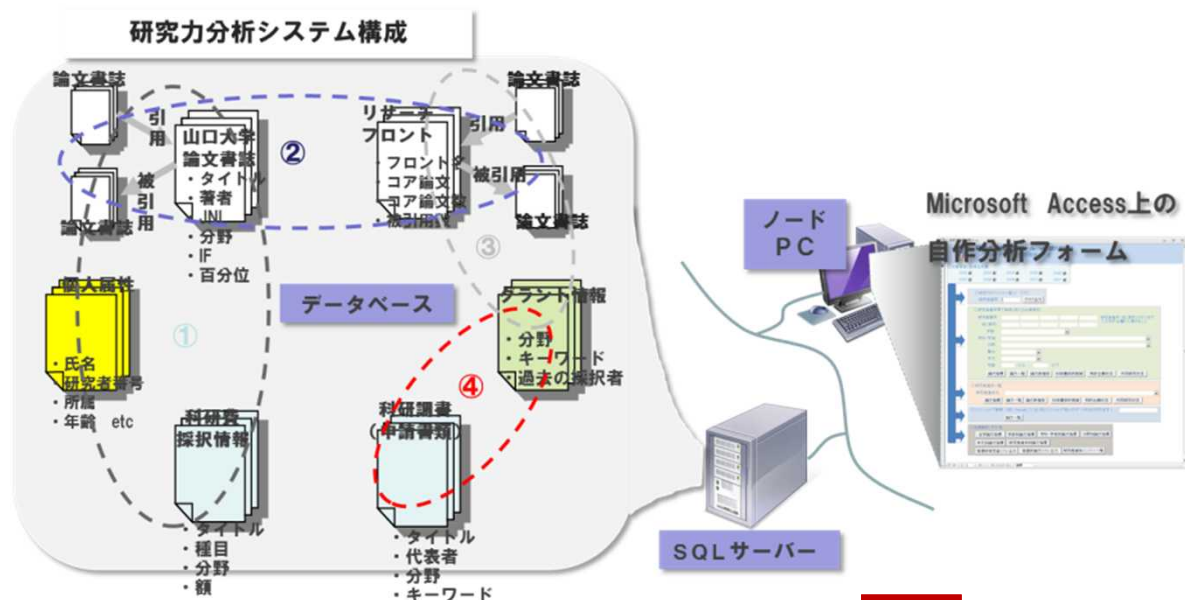 研究力分析システム構成
論文書誌
引用
山口大学
論文書誌
・タイトル
・著者
・JNL
・分野
・IF
・百分位
被引用
論文書誌
②
リサーチ
フロント
・フロント名
・コア論文
・コア論文数
・被引用数
論文書誌
引用
被引用
論文書誌
③
個人属性
・氏名
・研究者番号
・所属
・年齢 etc
①
データベース
グラント情報
・分野
・キーワード
・過去の採択者
④
科研費
採択情報
・タイトル
・種目
・分野
・額
科研調書
(申請書類)
・タイトル
・代表者
・分野
・キーワード
ノード
PC
SQLサーバー
Microsoft Access上の
自作分析フォーム